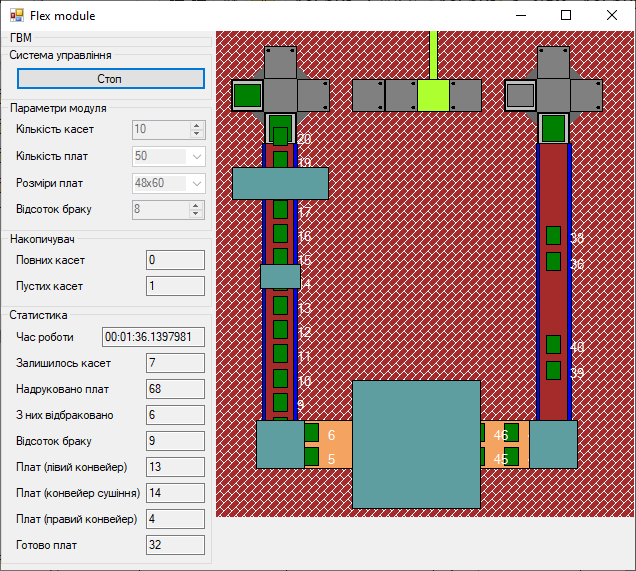 Flex module
ГВМ
Система управління
Стоп
Параметри модуля
Кількість касет 10
Кількість плат 50
Розміри плат 48x60
Відсоток браку 8
Накопичувач
Повних касет 0
Пустих касет 1
Статистика
Час роботи 00:01:36.1397981
Залишилось касет 7
Надруковано плат 68
З них відбраковано 6
Відсоток браку 9
Плат (лівий конвейер) 13
Плат (конвейер сушіння) 14
Плат (правий конвейер) 4
Готово плат 32
20
19
17
16
15
13
12
11
10
9
6
5
38
36
40
39
46
45